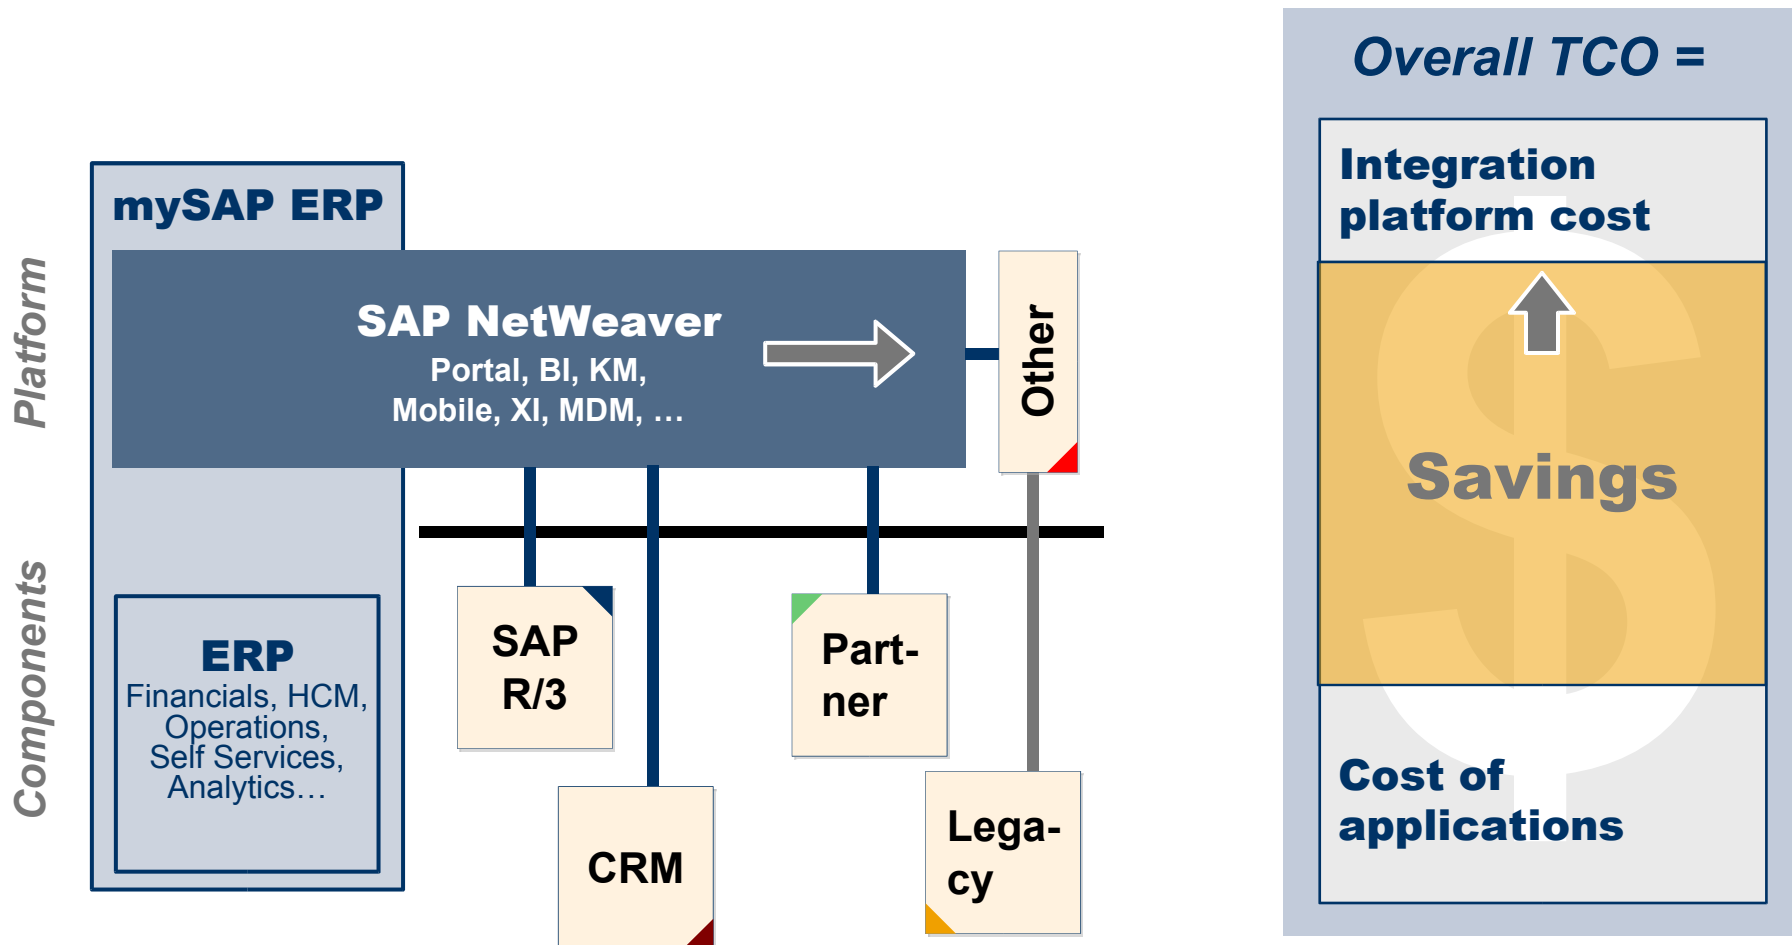 Overall TCO =
Integration
platform cost
mySAP ERP
Platform
SAP NetWeaver
Portal, BI, KM,
Mobile, XI, MDM, …
Other
Savings
Components
ERP
Financials, HCM,
Operations,
Self Services,
Analytics…
SAP
R/3
Part-
ner
CRM
Lega-
cy
Cost of
applications
$